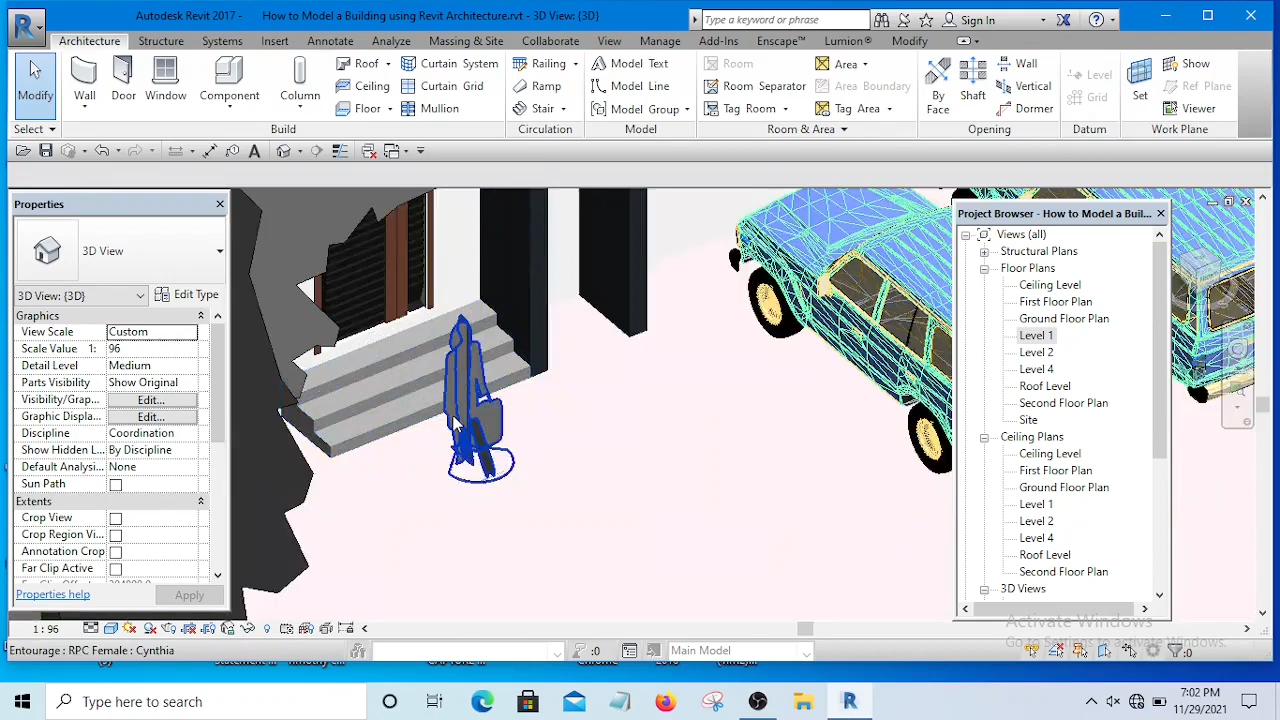 Autodesk Revit 2017 - How to Model a Building using Revit Architecture.rvt - 3D View: {3D}
Type a keyword or phrase
Sign In
Architecture Structure Systems Insert Annotate Analyze Massing & Site Collaborate View Manage Add-Ins Enscape™ Lumion® Modify
Modify
Wall
Door
Window
Component
Column
Roof
Ceiling
Floor
Curtain System
Curtain Grid
Mullion
Railing
Ramp
Stair
Model Text
Model Line
Model Group
Room
Room Separator
Tag Room
Area
Area Boundary
Tag Area
By Face
Shaft
Wall
Vertical
Dormer
Level
Grid
Set
Show
Ref Plane
Viewer
Select
Build
Circulation
Model
Room & Area
Opening
Datum
Work Plane
Properties
3D View
3D View: {3D}
Edit Type
Graphics
View Scale Custom
Scale Value 1: 96
Detail Level Medium
Parts Visibility Show Original
Visibility/Grap... Edit...
Graphic Displa... Edit...
Discipline Coordination
Show Hidden L... By Discipline
Default Analysi... None
Sun Path
Extents
Crop View
Crop Region Vi...
Annotation Crop
Far Clip Active
Properties help
Apply
Project Browser - How to Model a Buil...
Views (all)
Structural Plans
Floor Plans
Ceiling Level
First Floor Plan
Ground Floor Plan
Level 1
Level 2
Level 4
Roof Level
Second Floor Plan
Site
Ceiling Plans
Ceiling Level
First Floor Plan
Ground Floor Plan
Level 1
Level 2
Level 4
Roof Level
Second Floor Plan
3D Views
Activate Windows
Go to Settings to activate Windows.
1 : 96
Entourage : RPC Female : Cynthia
:0
Main Model
:0
Type here to search
7:02 PM
11/29/2021